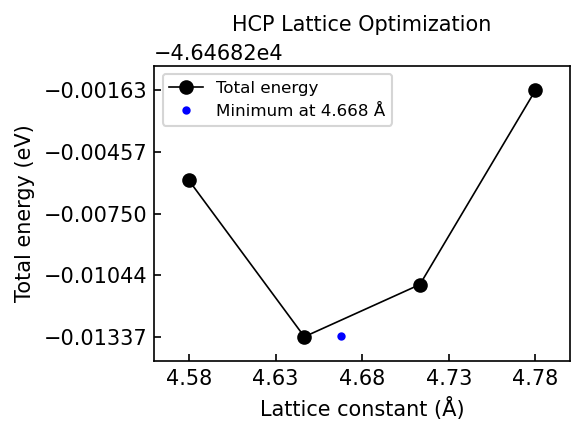 HCP Lattice Optimization
−4.64682e4
Total energy
Minimum at 4.668 Å
−0.00163
−0.00457
−0.00750
−0.01044
−0.01337
Total energy (eV)
4.58 4.63 4.68 4.73 4.78
Lattice constant (Å)